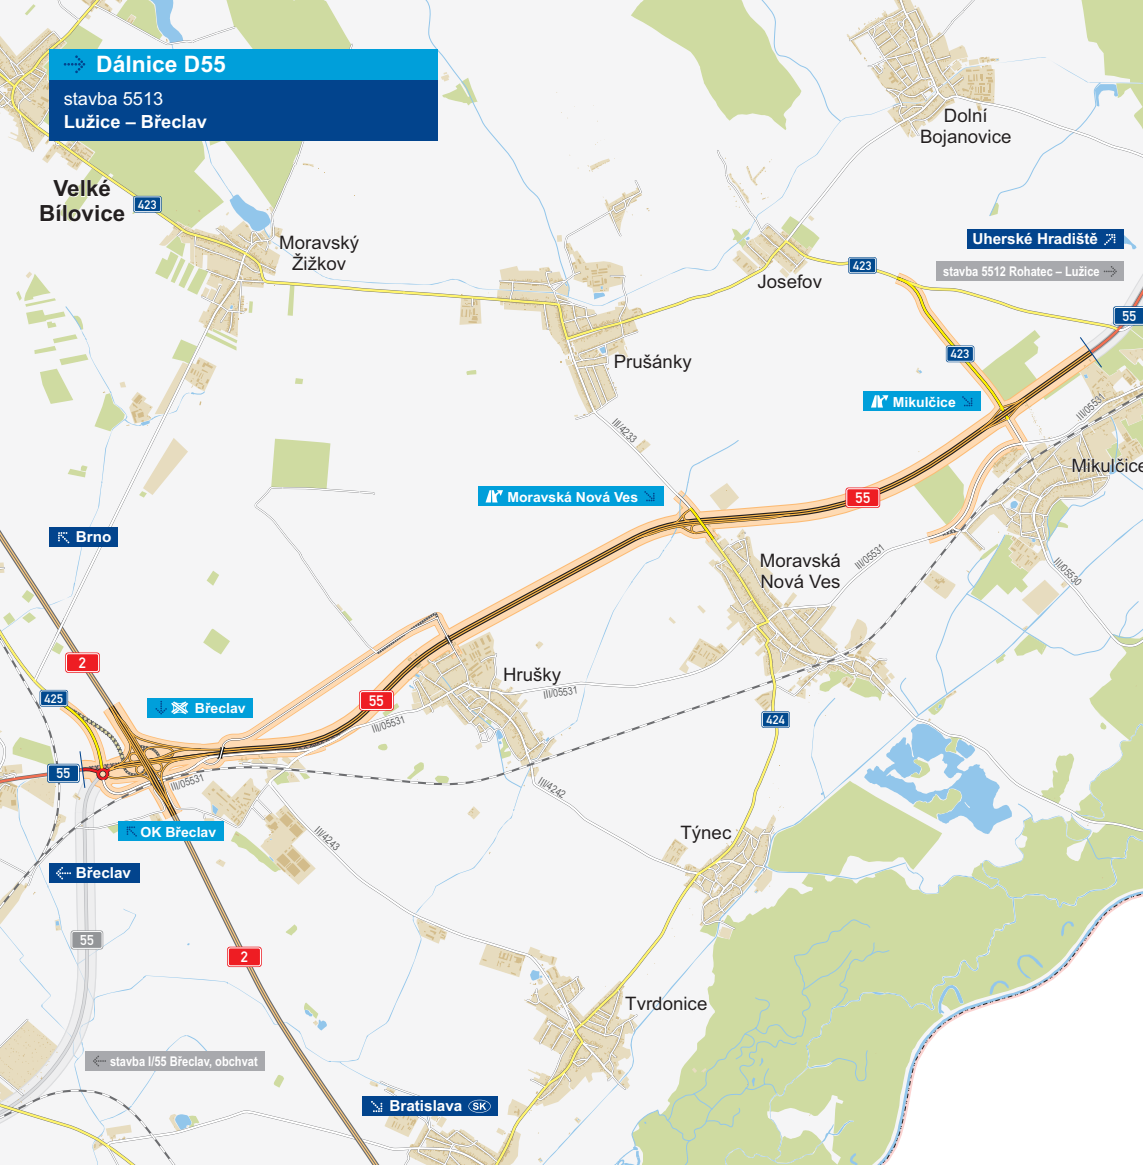 Dálnice D55
stavba 5513
Lužice – Břeclav
Dolní
Bojanovice
Velké
Bílovice
423
Moravský
Žižkov
Uherské Hradiště
stavba 5512 Rohatec – Lužice
423
Josefov
55
423
Prušánky
Mikulčice
III/05531
III/4233
Mikulčice
Moravská Nová Ves
55
Brno
Moravská
Nová Ves
III/05531
III/05530
2
Hrušky
425
55
III/05531
Břeclav
III/05531
424
55
III/05531
III/4242
OK Břeclav
III/4243
Týnec
Břeclav
55
2
Tvrdonice
stavba I/55 Břeclav, obchvat
Bratislava SK